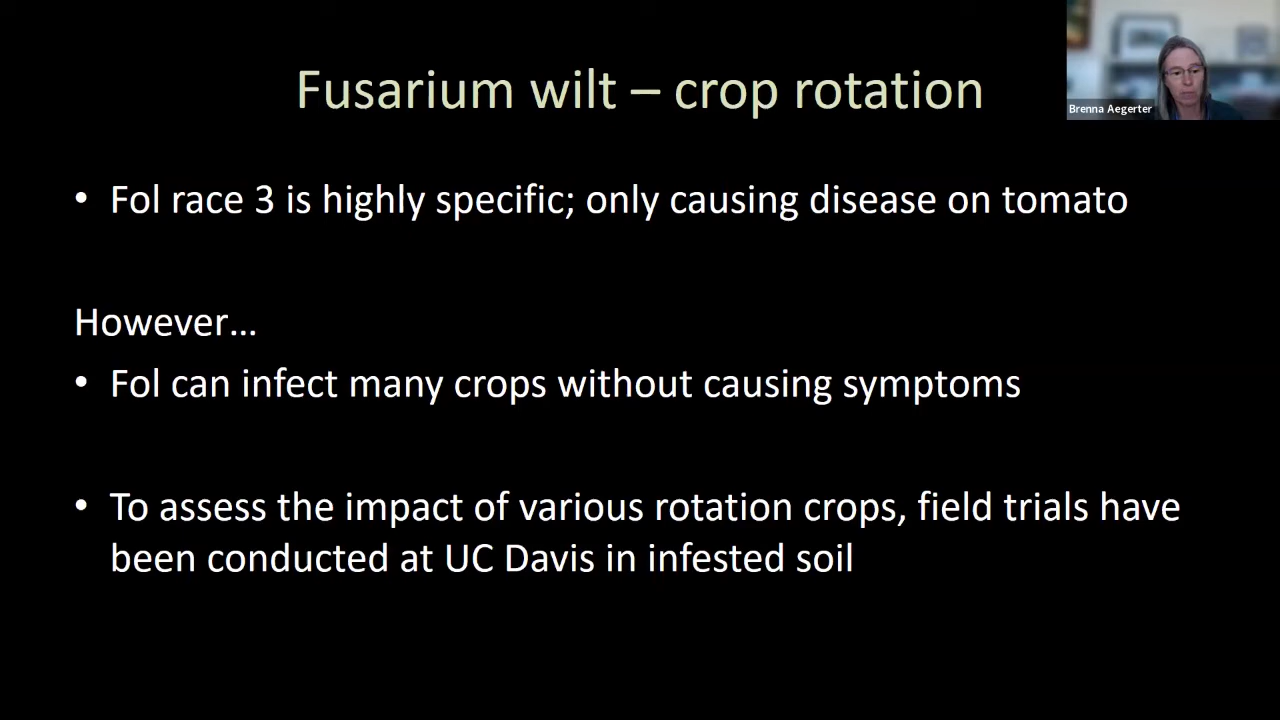 Fusarium wilt – crop rotation
Brenna Aegerter
• Fol race 3 is highly specific; only causing disease on tomato
However…
• Fol can infect many crops without causing symptoms
• To assess the impact of various rotation crops, field trials have
been conducted at UC Davis in infested soil